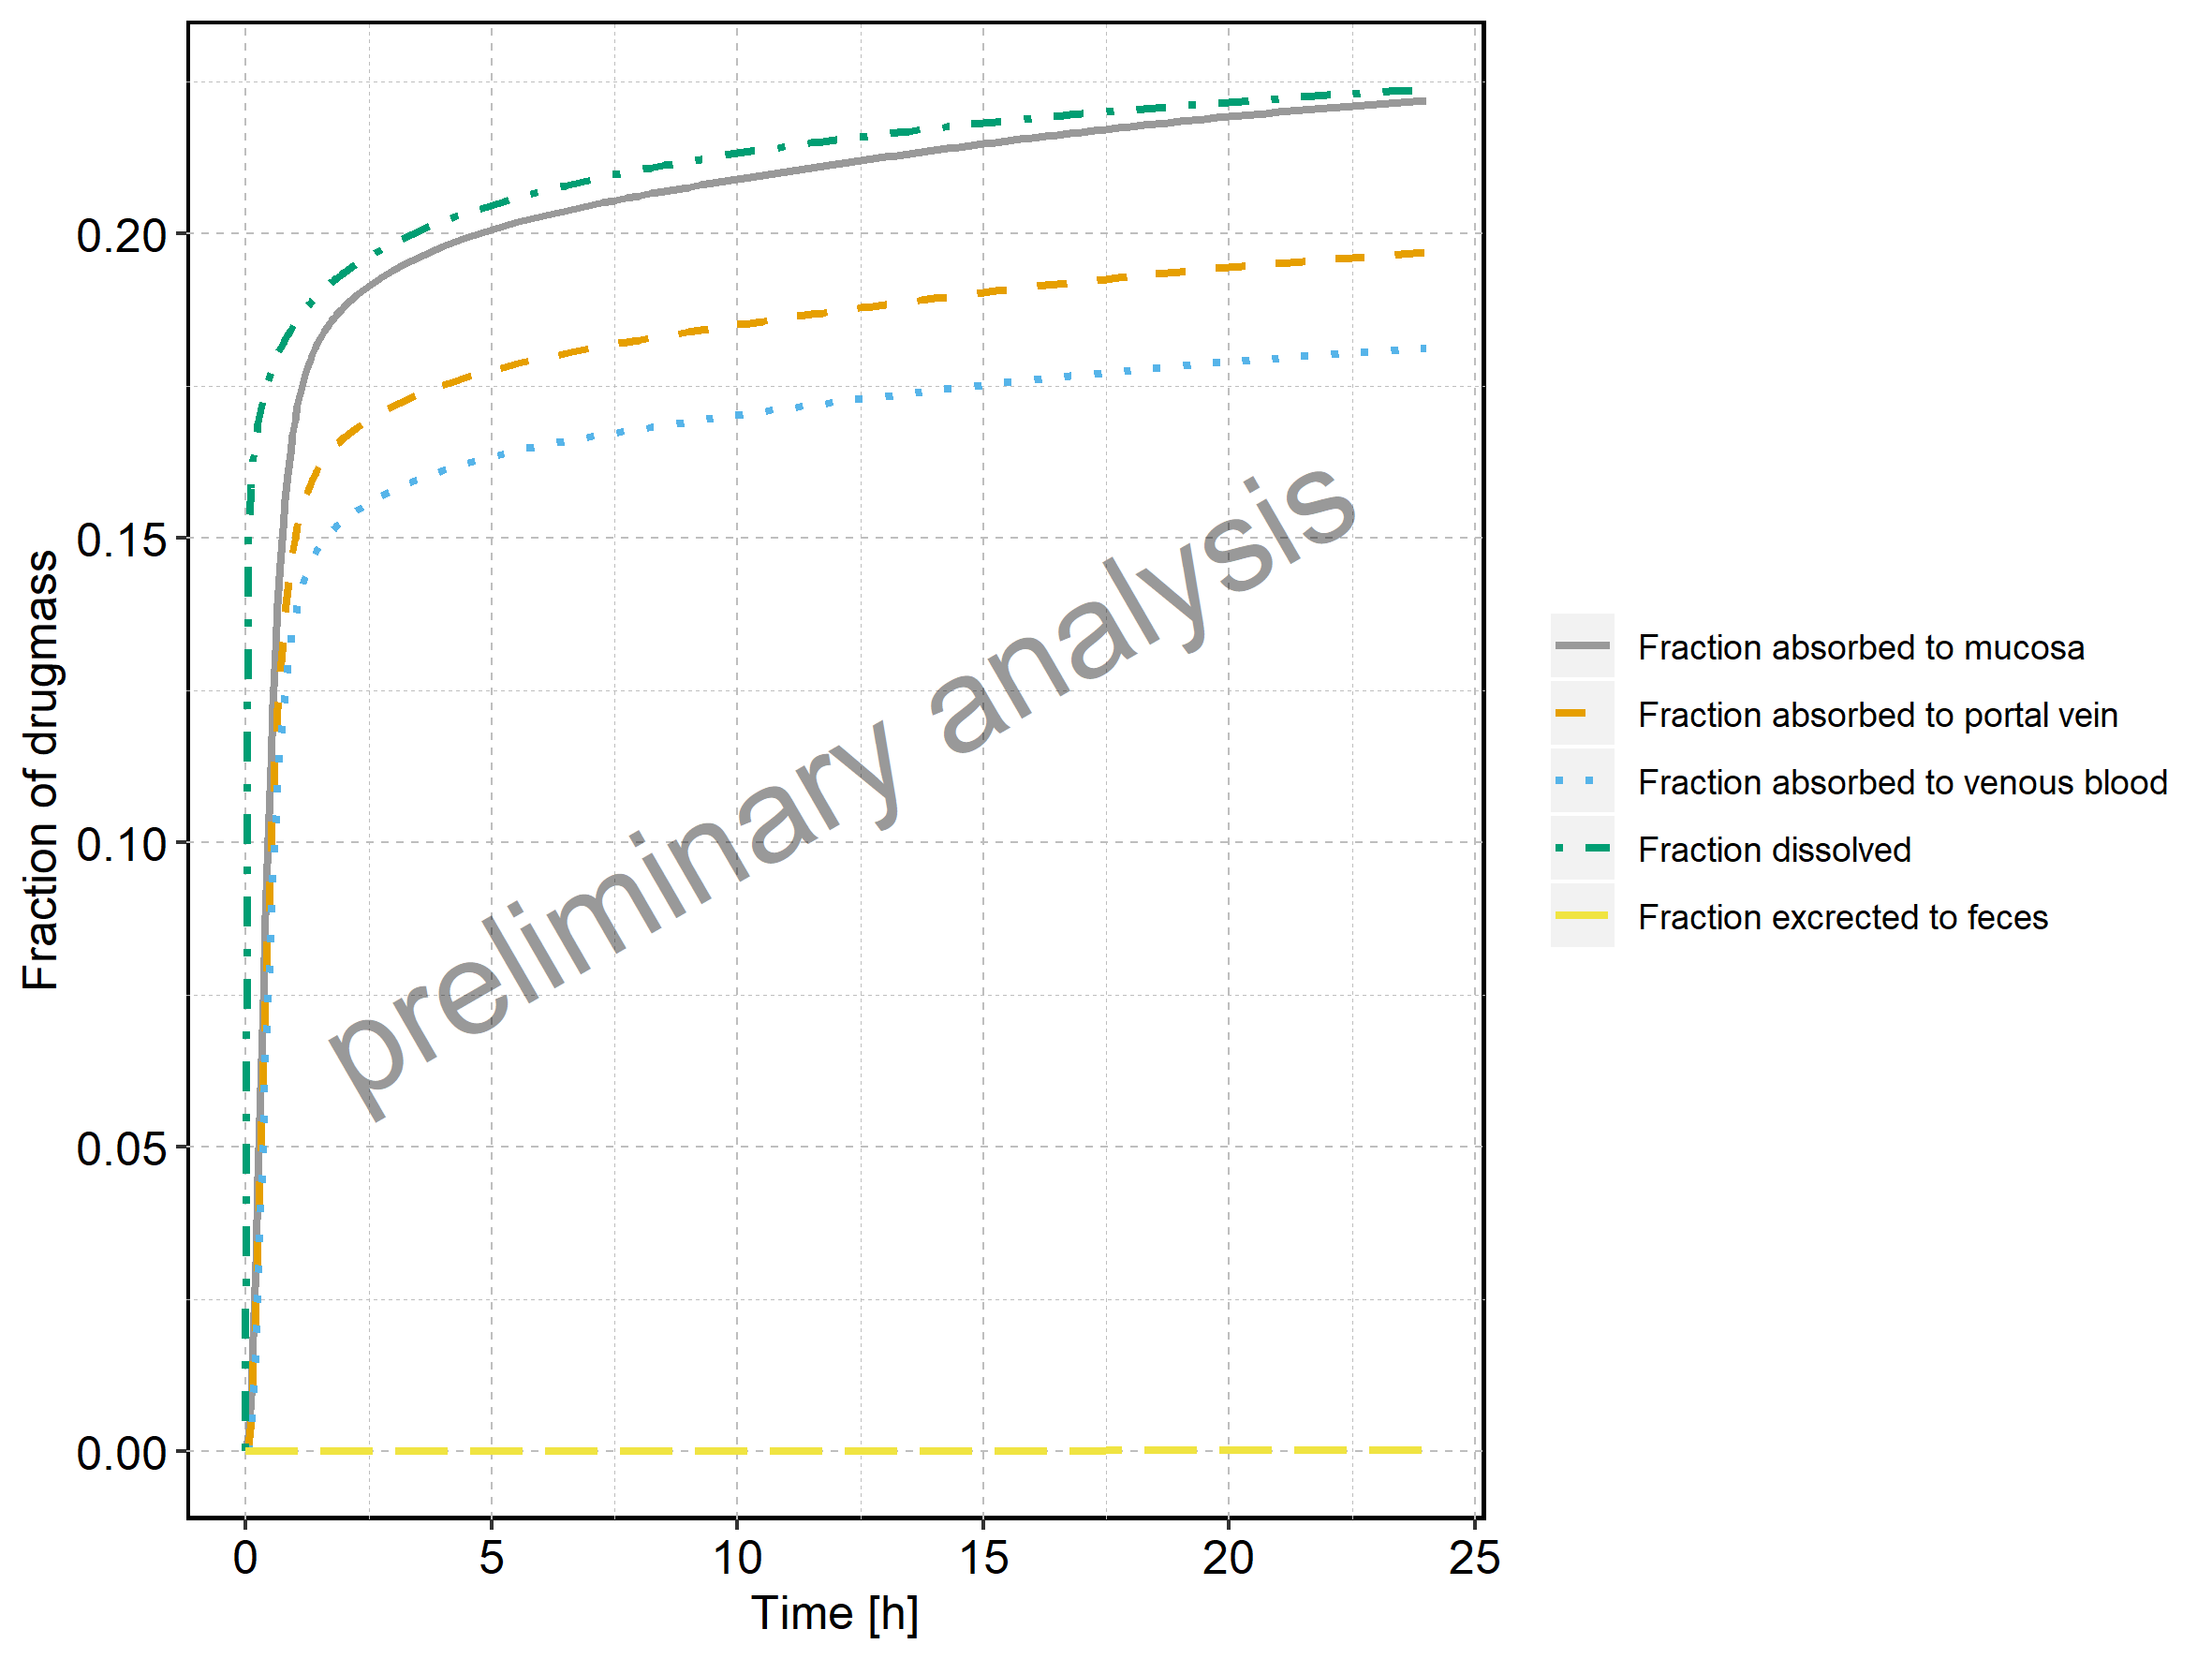 0.20
0.15
0.10
0.05
0.00
Fraction of drugmass
0
5
10
15
20
25
Time [h]
preliminary analysis
Fraction absorbed to mucosa
Fraction absorbed to portal vein
Fraction absorbed to venous blood
Fraction dissolved
Fraction excrected to feces